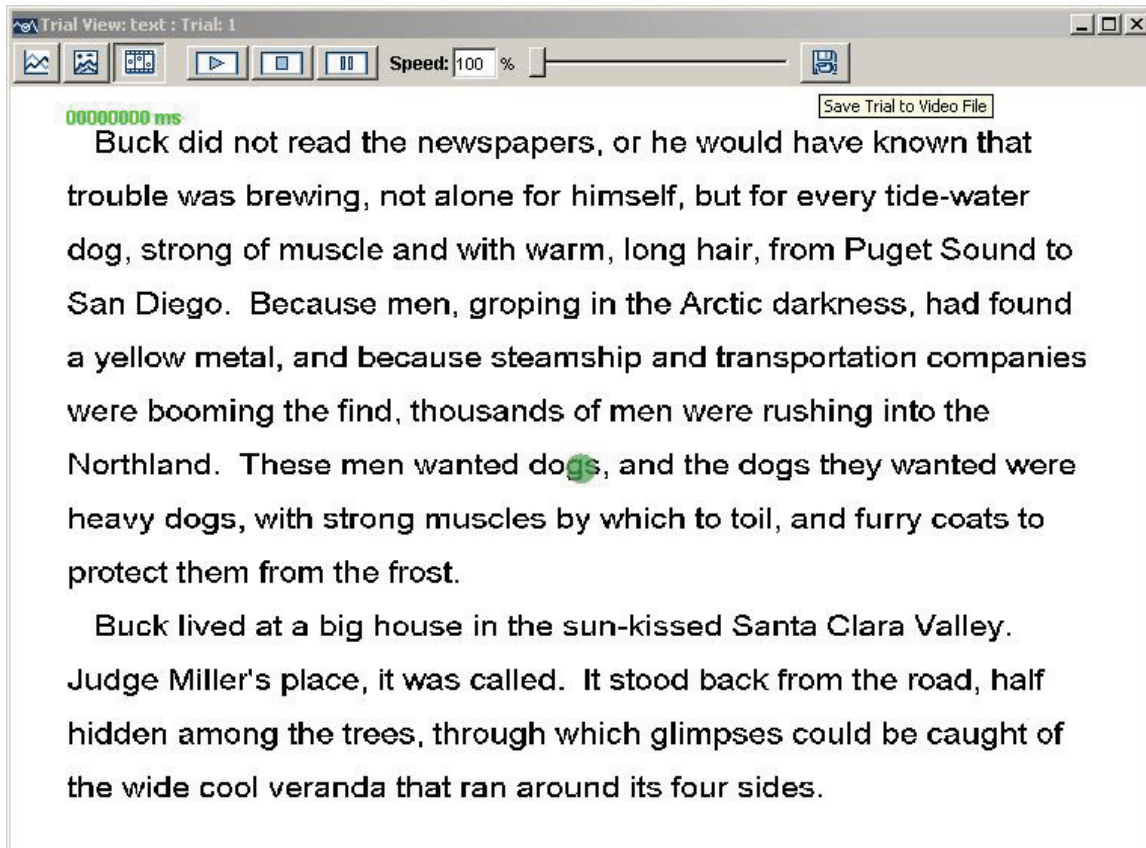 Trial View: text : Trial: 1
Speed: 100 %
Save Trial to Video File
00000000 ms
Buck did not read the newspapers, or he would have known that
trouble was brewing, not alone for himself, but for every tide-water
dog, strong of muscle and with warm, long hair, from Puget Sound to
San Diego.  Because men, groping in the Arctic darkness, had found
a yellow metal, and because steamship and transportation companies
were booming the find, thousands of men were rushing into the
Northland.  These men wanted dogs, and the dogs they wanted were
heavy dogs, with strong muscles by which to toil, and furry coats to
protect them from the frost.
Buck lived at a big house in the sun-kissed Santa Clara Valley.
Judge Miller's place, it was called.  It stood back from the road, half
hidden among the trees, through which glimpses could be caught of
the wide cool veranda that ran around its four sides.